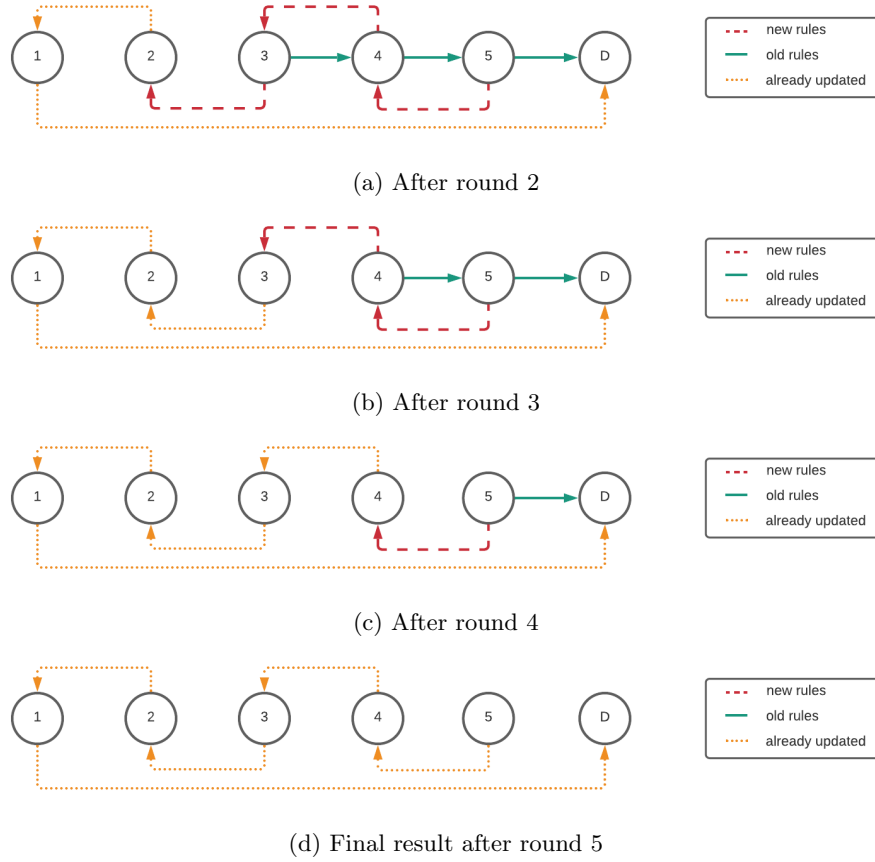 1 2 3 4 5 D
new rules
old rules
already updated
(a) After round 2
1 2 3 4 5 D
new rules
old rules
already updated
(b) After round 3
1 2 3 4 5 D
new rules
old rules
already updated
(c) After round 4
1 2 3 4 5 D
new rules
old rules
already updated
(d) Final result after round 5